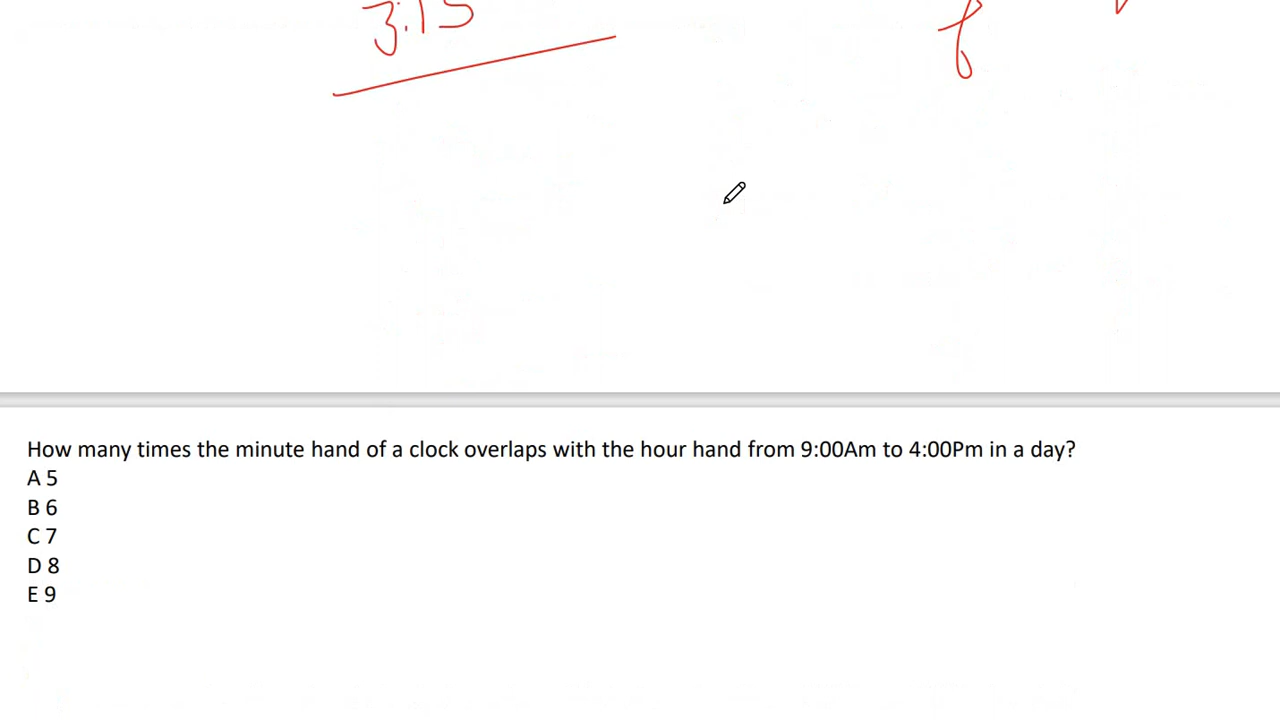 3:15
How many times the minute hand of a clock overlaps with the hour hand from 9:00Am to 4:00Pm in a day?
A 5
B 6
C 7
D 8
E 9